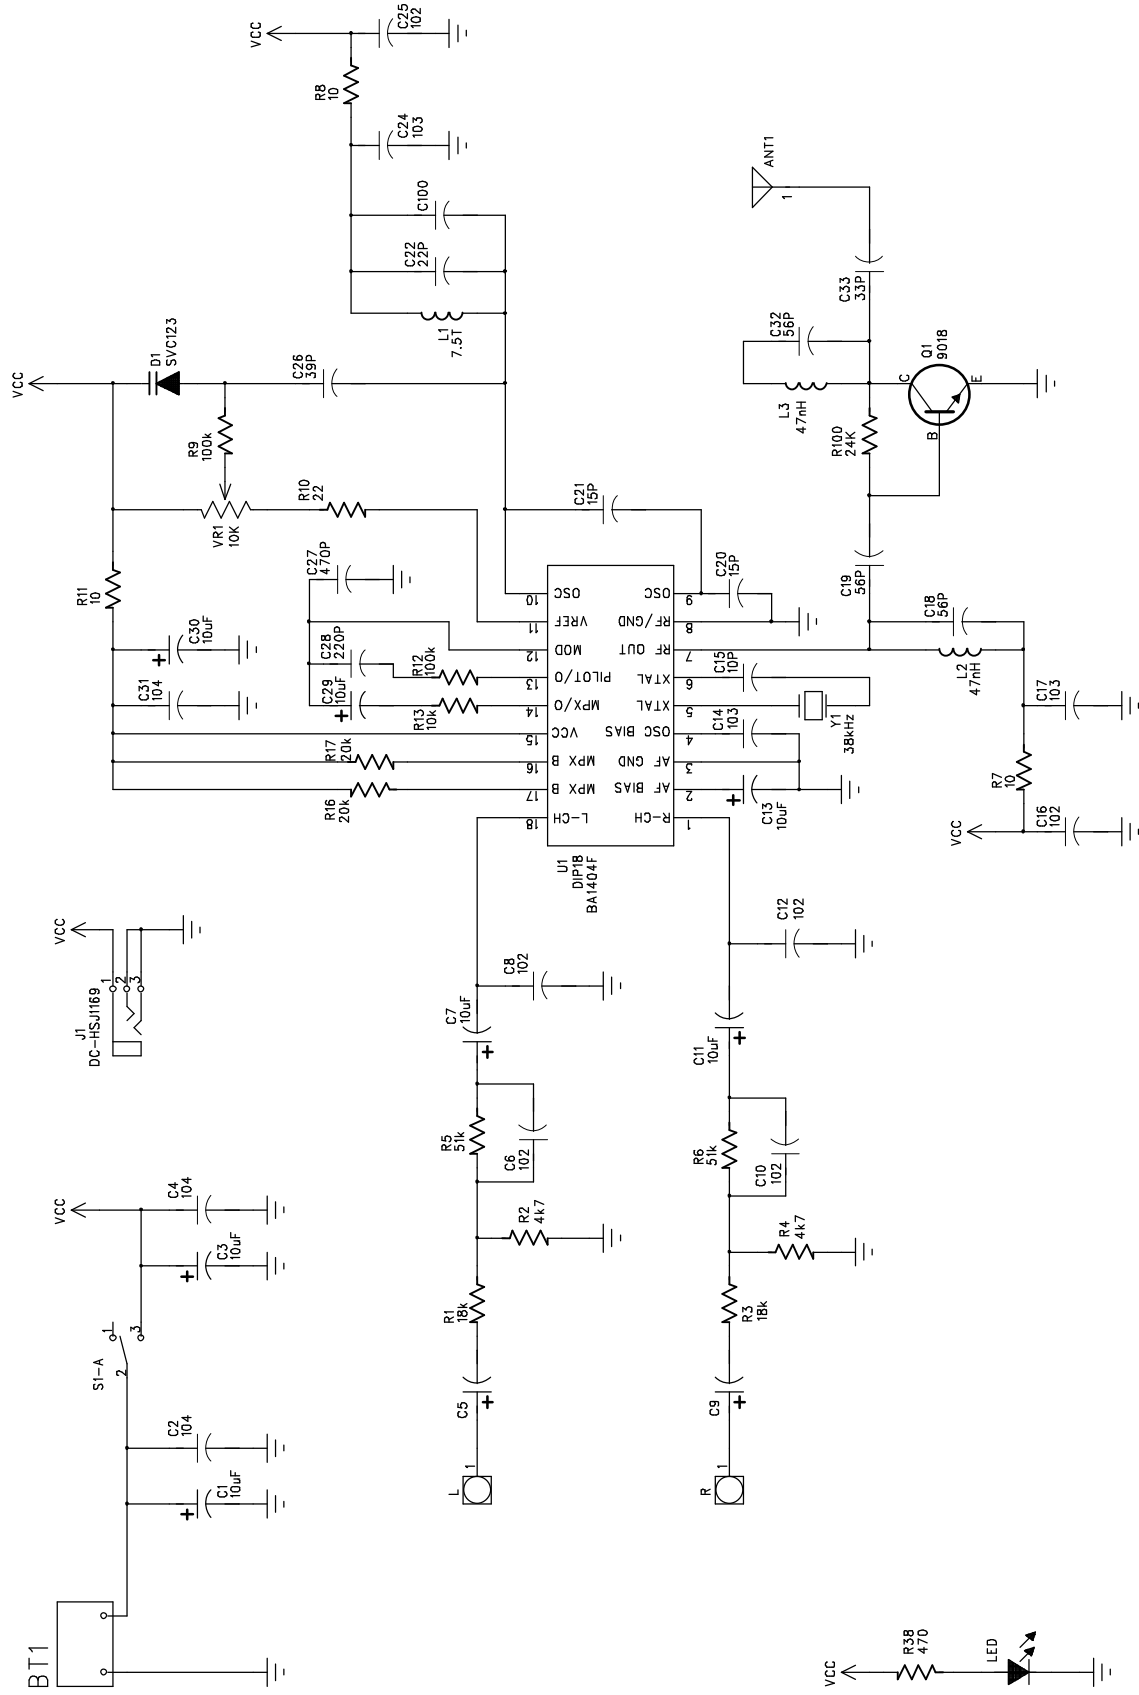 BT1
C1
10uF
C2
104
S1-A
2
1
3
C3
10uF
C4
104
VCC
J1
DC-HSJ1169
1
2
3
VCC
C31
104
C30
10uF
R11
10
VCC
D1
SVC123
R9
100k
VR1
10K
R10
22
C26
39P
C27
470P
C28
220P
C29
10uF
R12
100k
R13
10k
R17
20k
R16
20k
VCC
R8
10
C25
102
C24
103
C100
C22
22P
L1
7.5T
L
1
C5
R1
18k
R2
4k7
R5
51k
C6
102
C7
10uF
C8
102
R
1
C9
R3
18k
R4
4k7
R6
51k
C10
102
C11
10uF
C12
102
U1
DIP18
BA1404F
18
L-CH
17
MPX B
16
MPX B
15
VCC
14
MPX/O
13
PILOT/O
12
MOD
11
VREF
10
OSC
1
R-CH
2
AF BIAS
3
AF GND
4
OSC BIAS
5
XTAL
6
XTAL
7
RF OUT
8
RF/GND
9
OSC
C13
10uF
C14
103
C15
10P
Y1
38kHz
C20
15P
C21
15P
C19
56P
C18
56P
L2
47nH
C17
103
R7
10
C16
102
VCC
R100
24K
L3
47nH
C32
56P
C33
33P
Q1
9018
B
C
E
ANT1
1
VCC
R38
470
LED